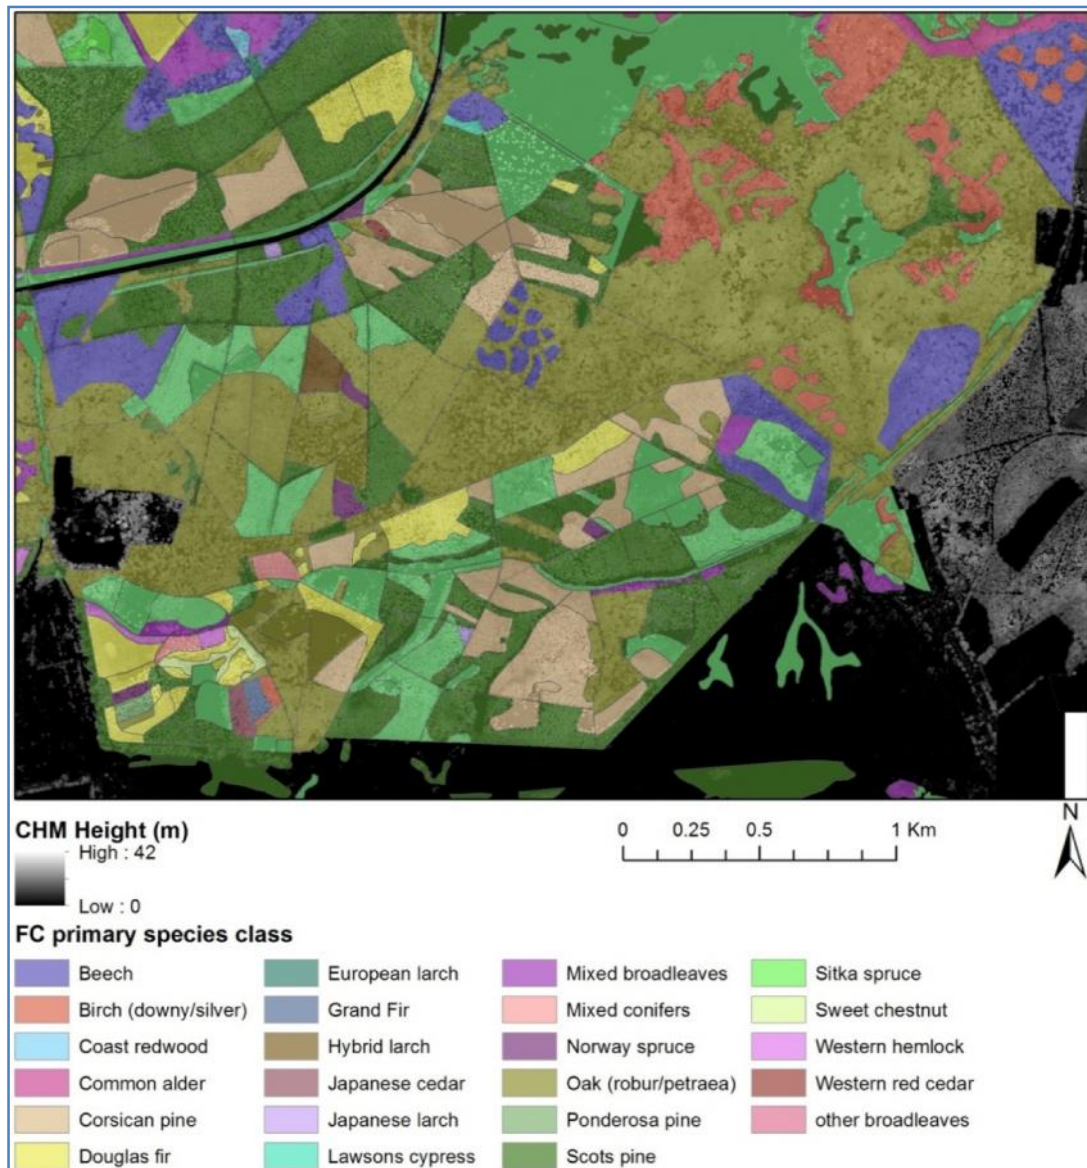 N
CHM Height (m)
High : 42
Low : 0
0 0.25 0.5 1 Km
FC primary species class
Beech
Birch (downy/silver)
Coast redwood
Common alder
Corsican pine
Douglas fir
European larch
Grand Fir
Hybrid larch
Japanese cedar
Japanese larch
Lawsons cypress
Mixed broadleaves
Mixed conifers
Norway spruce
Oak (robur/petraea)
Ponderosa pine
Scots pine
Sitka spruce
Sweet chestnut
Western hemlock
Western red cedar
other broadleaves